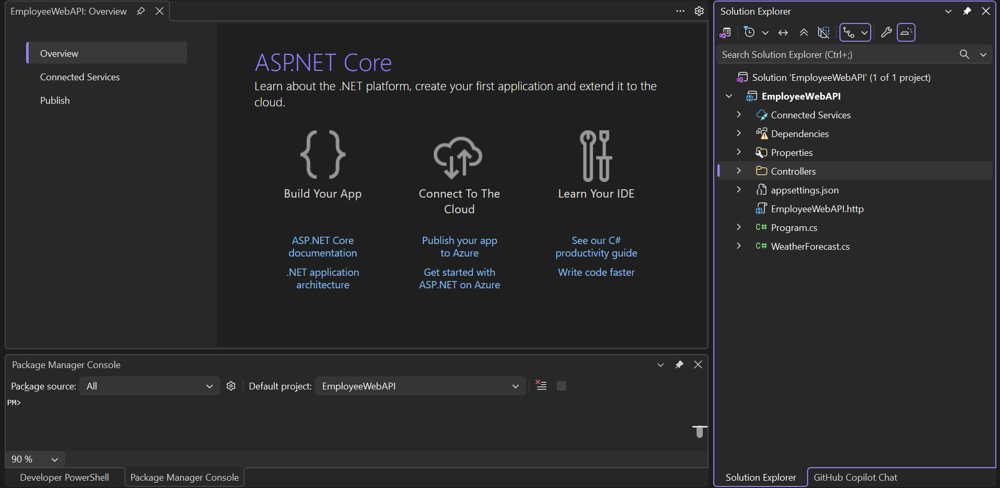 EmployeeWebAPI: Overview
Overview
Connected Services
Publish
ASP.NET Core
Learn about the .NET platform, create your first application and extend it to the
cloud.
Build Your App
ASP.NET Core
documentation
.NET application
architecture
Connect To The
Cloud
Publish your app
to Azure
Get started with
ASP.NET on Azure
Learn Your IDE
See our C#
productivity guide
Write code faster
Package Manager Console
Package source: All
Default project: EmployeeWebAPI
PM>
90 %
Developer PowerShell
Package Manager Console
Solution Explorer
Search Solution Explorer (Ctrl+;)
Solution 'EmployeeWebAPI' (1 of 1 project)
EmployeeWebAPI
Connected Services
Dependencies
Properties
Controllers
appsettings.json
EmployeeWebAPI.http
C# Program.cs
C# WeatherForecast.cs
Solution Explorer
GitHub Copilot Chat